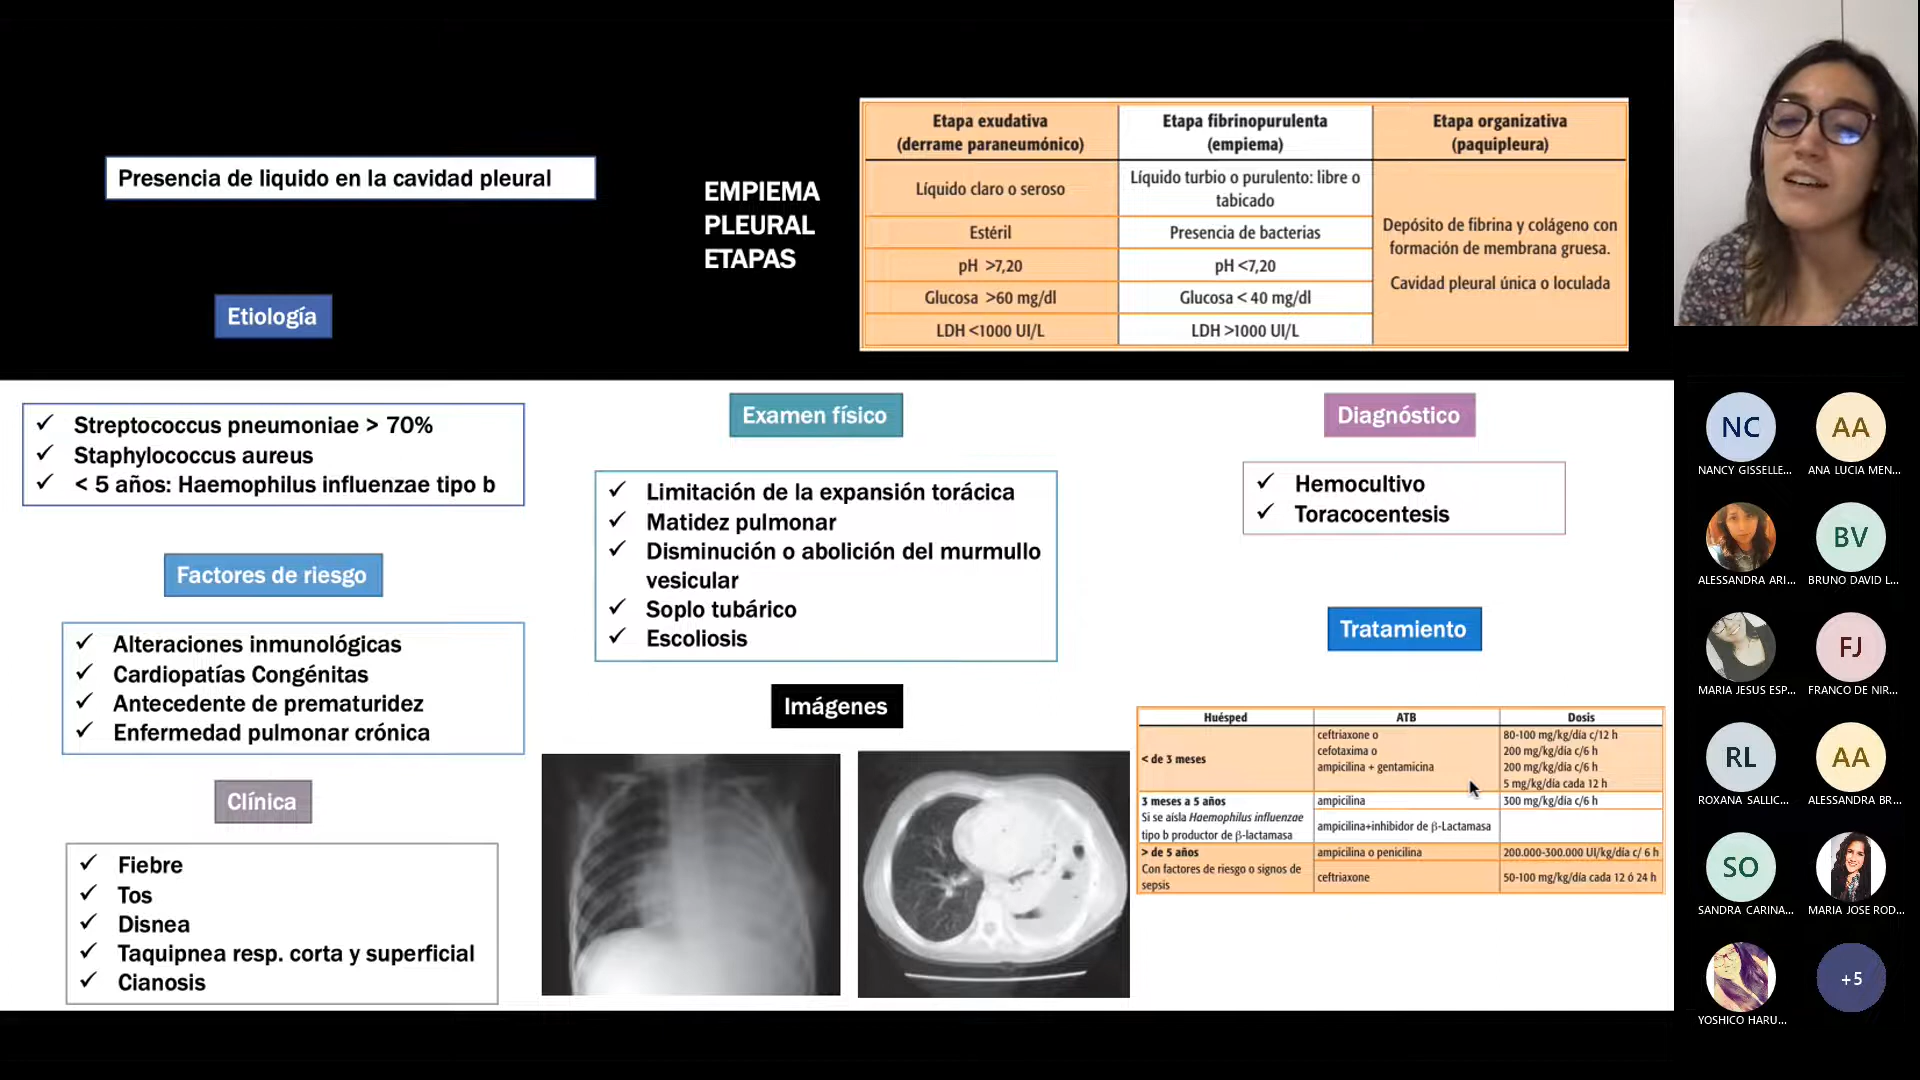 Presencia de liquido en la cavidad pleural
Etiología
EMPIEMA
PLEURAL
ETAPAS
Etapa exudativa
(derrame paraneumónico)
Etapa fibrinopurulenta
(empiema)
Etapa organizativa
(paquipleura)
Líquido claro o seroso
Líquido turbio o purulento: libre o
tabicado
Depósito de fibrina y colágeno con
formación de membrana gruesa.
Cavidad pleural única o loculada
Estéril
Presencia de bacterias
pH >7,20
pH <7,20
Glucosa >60 mg/dl
Glucosa < 40 mg/dl
LDH <1000 UI/L
LDH >1000 UI/L
✓ Streptococcus pneumoniae > 70%
✓ Staphylococcus aureus
✓ < 5 años: Haemophilus influenzae tipo b
Factores de riesgo
✓ Alteraciones inmunológicas
✓ Cardiopatías Congénitas
✓ Antecedente de prematuridez
✓ Enfermedad pulmonar crónica
Clínica
✓ Fiebre
✓ Tos
✓ Disnea
✓ Taquipnea resp. corta y superficial
✓ Cianosis
Examen físico
✓ Limitación de la expansión torácica
✓ Matidez pulmonar
✓ Disminución o abolición del murmullo
vesicular
✓ Soplo tubárico
✓ Escoliosis
Imágenes
Diagnóstico
✓ Hemocultivo
✓ Toracocentesis
Tratamiento
Huésped
ATB
Dosis
< de 3 meses
ceftriaxone o
cefotaxima o
ampicilina + gentamicina
80-100 mg/kg/día c/12 h
200 mg/kg/día c/6 h
200 mg/kg/día c/6 h
5 mg/kg/día cada 12 h
3 meses a 5 años
Si se aísla Haemophilus influenzae
tipo b productor de β-lactamasa
ampicilina
300 mg/kg/día c/6 h
ampicilina+inhibidor de β-Lactamasa
> de 5 años
Con factores de riesgo o signos de
sepsis
ampicilina o penicilina
200.000-300.000 UI/kg/día c/ 6 h
ceftriaxone
50-100 mg/kg/día cada 12 ó 24 h
NC
AA
NANCY GISSELLE...
ANA LUCIA MEN...
BV
ALESSANDRA ARI...
BRUNO DAVID L...
FJ
MARIA JESUS ESP...
FRANCO DE NIR...
RL
AA
ROXANA SALLIC...
ALESSANDRA BR...
SO
SANDRA CARINA...
MARIA JOSE ROD...
+5
YOSHICO HARU...